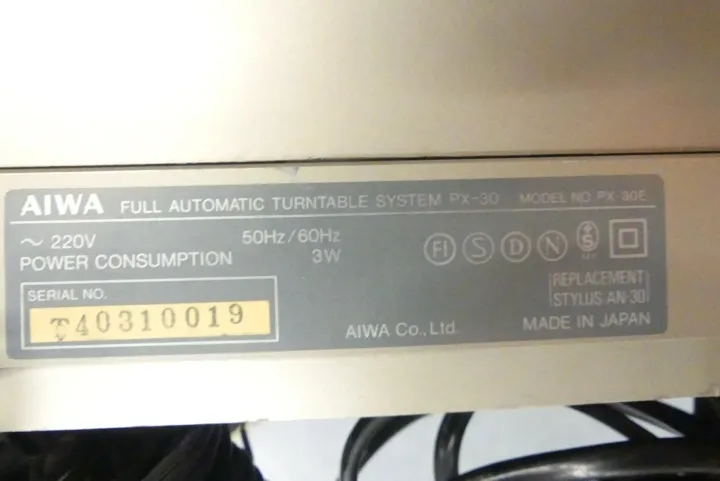 AIWA FULL AUTOMATIC TURNTABLE SYSTEM PX-30 MODEL NO. PX-30E
~ 220V 50Hz/60Hz
POWER CONSUMPTION 3W
FI S D N S
SERIAL NO.
T40310019
REPLACEMENT
STYLUS AN-30
AIWA Co., Ltd.
MADE IN JAPAN